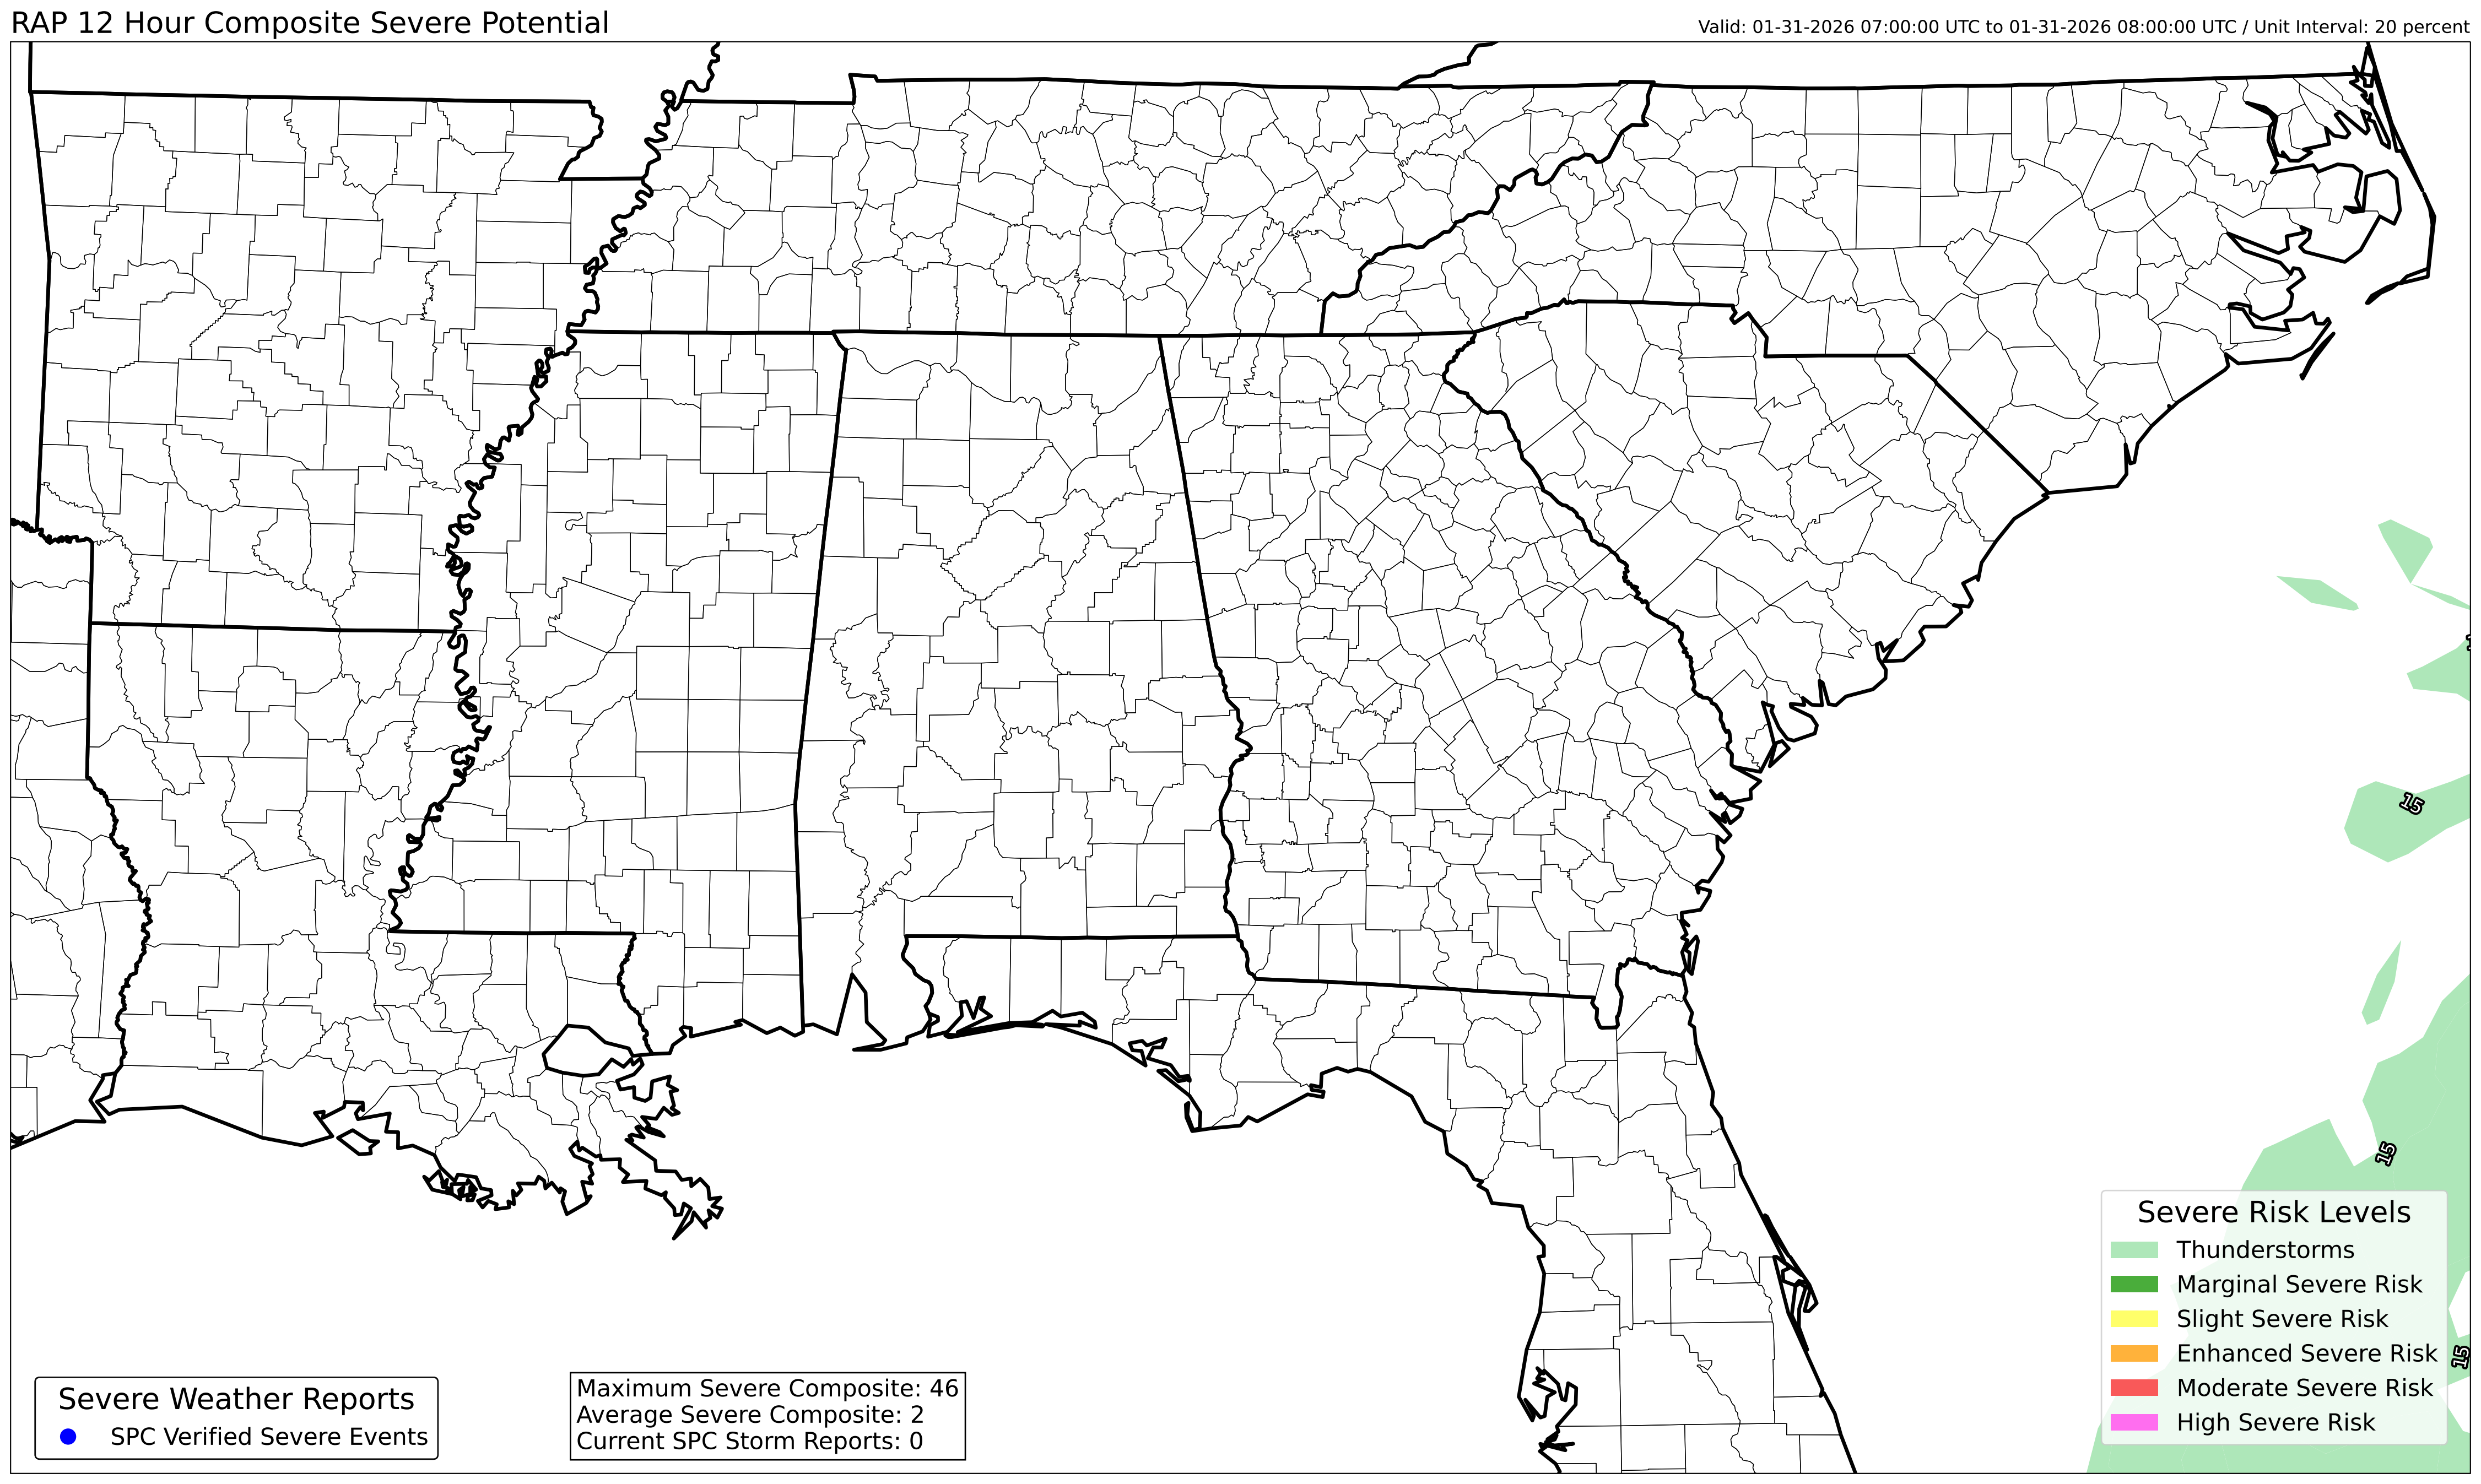 RAP 12 Hour Composite Severe Potential
Valid: 01-31-2026 07:00:00 UTC to 01-31-2026 08:00:00 UTC / Unit Interval: 20 percent
15
15
15
Severe Risk Levels
Thunderstorms
Marginal Severe Risk
Slight Severe Risk
Enhanced Severe Risk
Moderate Severe Risk
High Severe Risk
Severe Weather Reports
SPC Verified Severe Events
Maximum Severe Composite: 46
Average Severe Composite: 2
Current SPC Storm Reports: 0